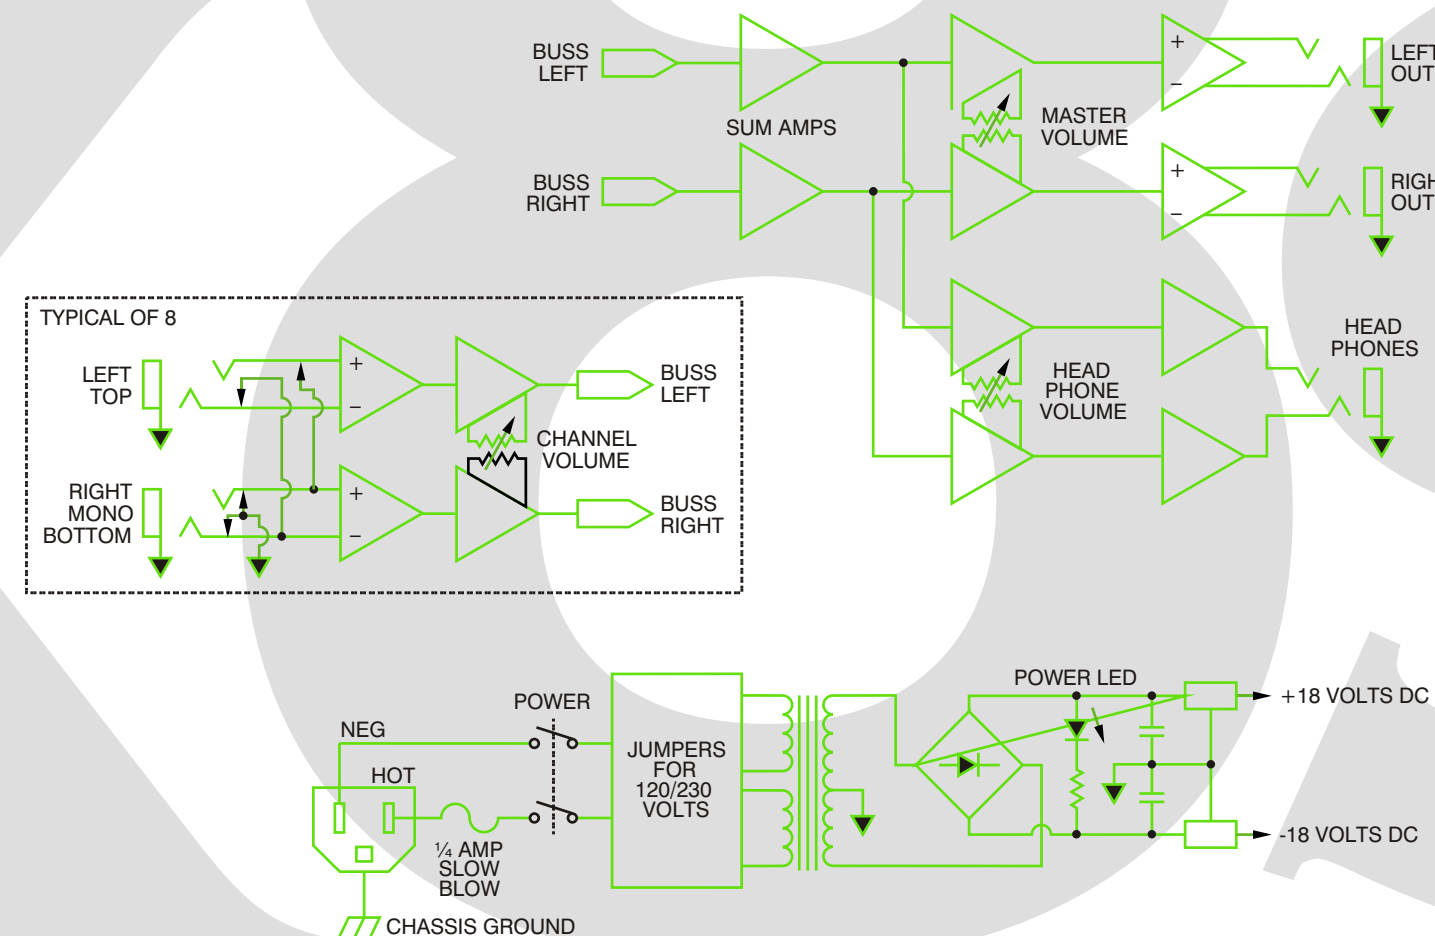 BUSS
LEFT
SUM AMPS
BUSS
RIGHT
MASTER
VOLUME
+
−
LEFT
OUT
+
−
RIGH
OUT
HEAD
PHONE
VOLUME
HEAD
PHONES
TYPICAL OF 8
LEFT
TOP
+
−
BUSS
LEFT
CHANNEL
VOLUME
RIGHT
MONO
BOTTOM
+
−
BUSS
RIGHT
POWER
NEG
HOT
¼ AMP
SLOW
BLOW
CHASSIS GROUND
JUMPERS
FOR
120/230
VOLTS
POWER LED
+18 VOLTS DC
-18 VOLTS DC